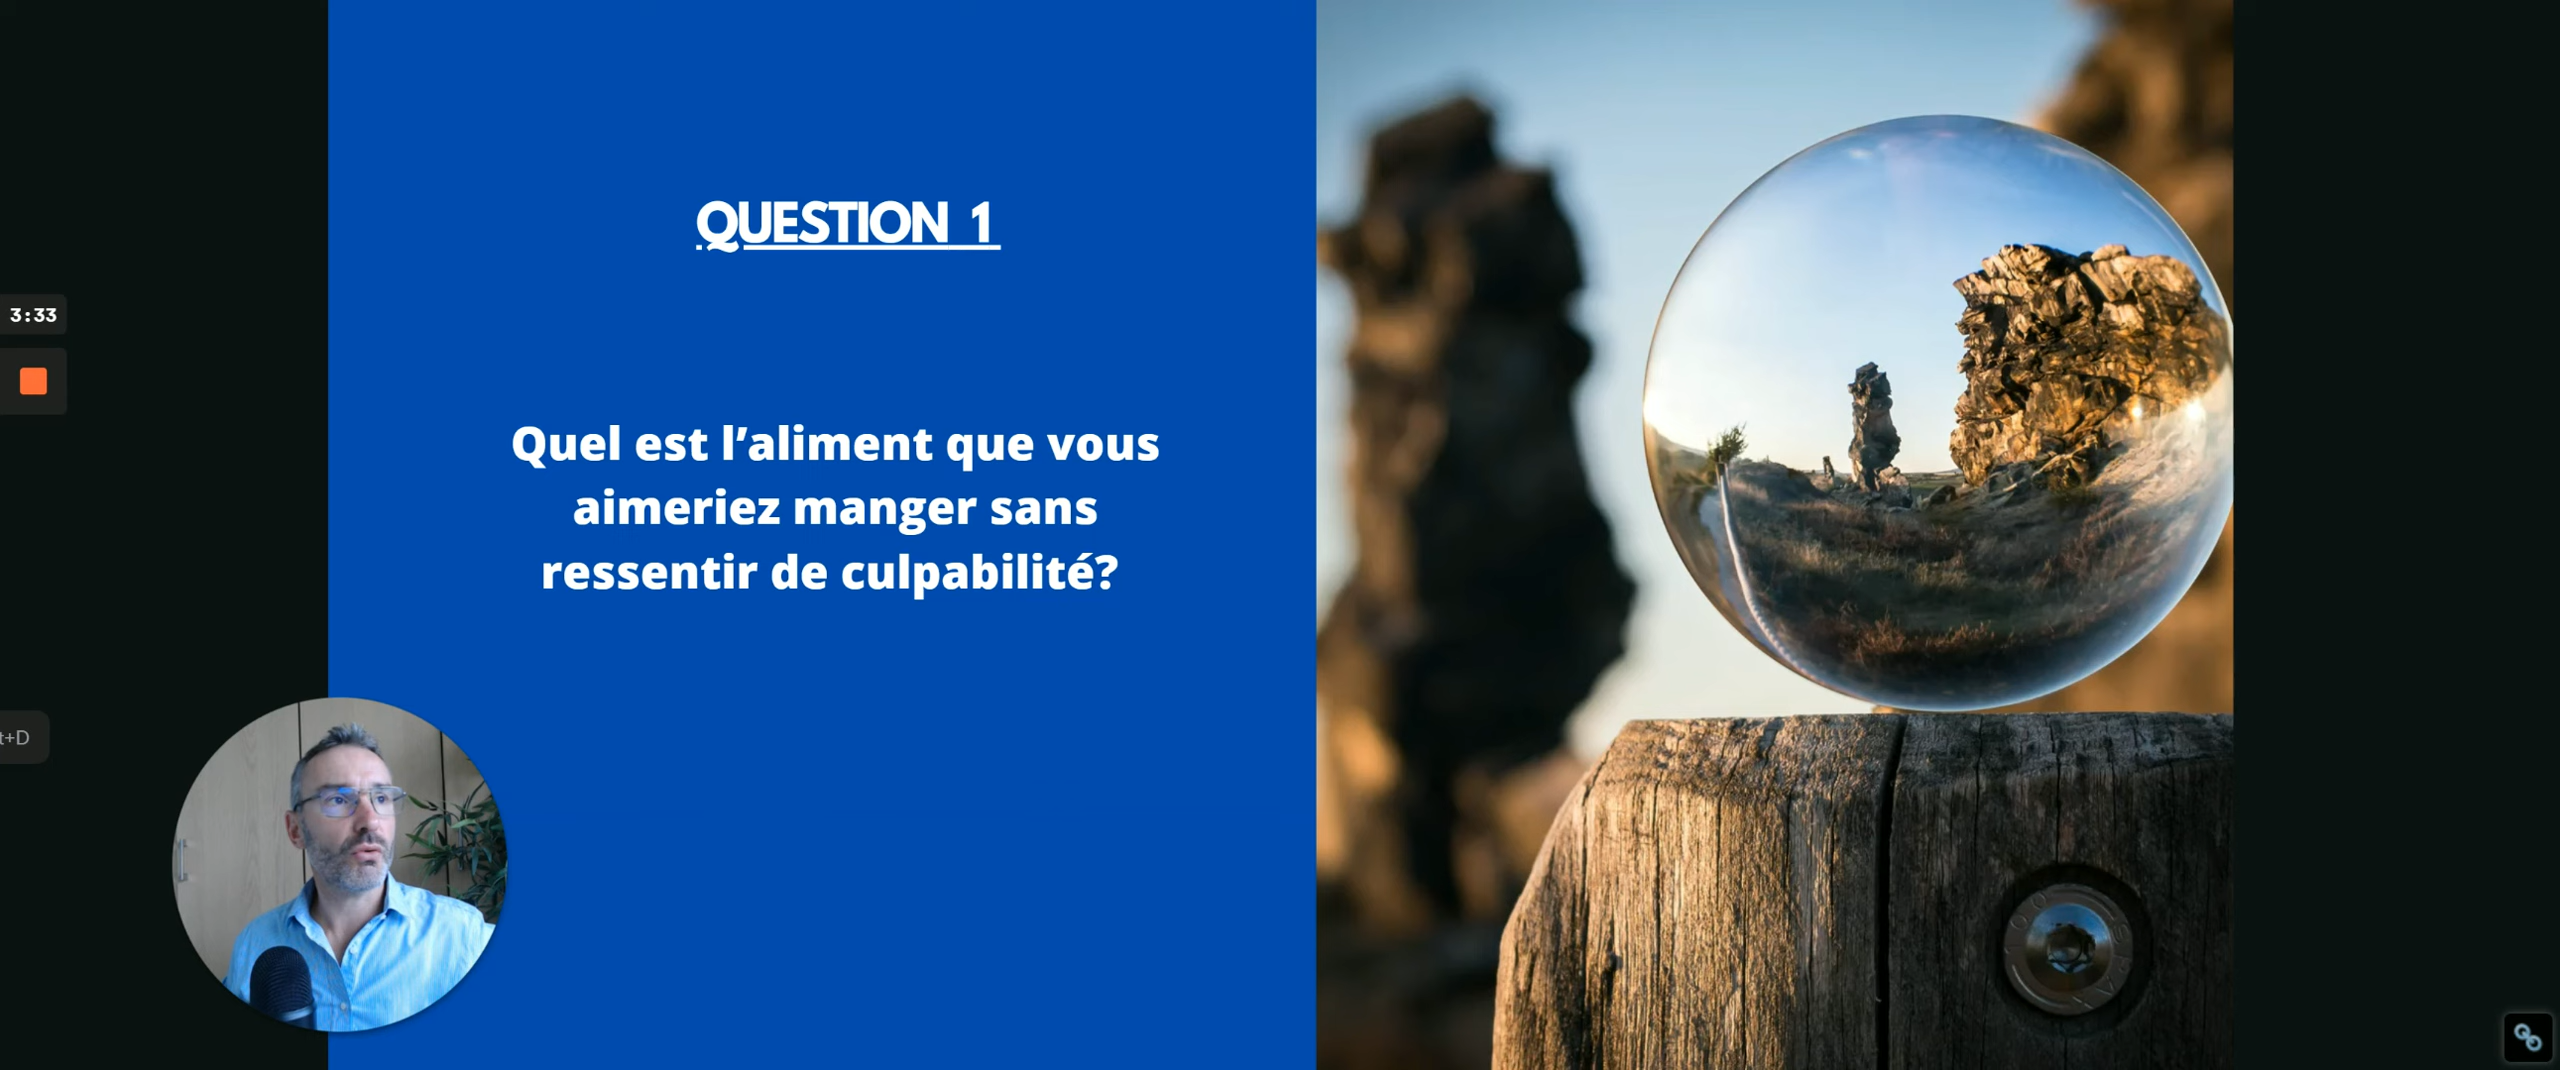 QUESTION 1
Quel est l’aliment que vous
aimeriez manger sans
ressentir de culpabilité?
3:33
t+D